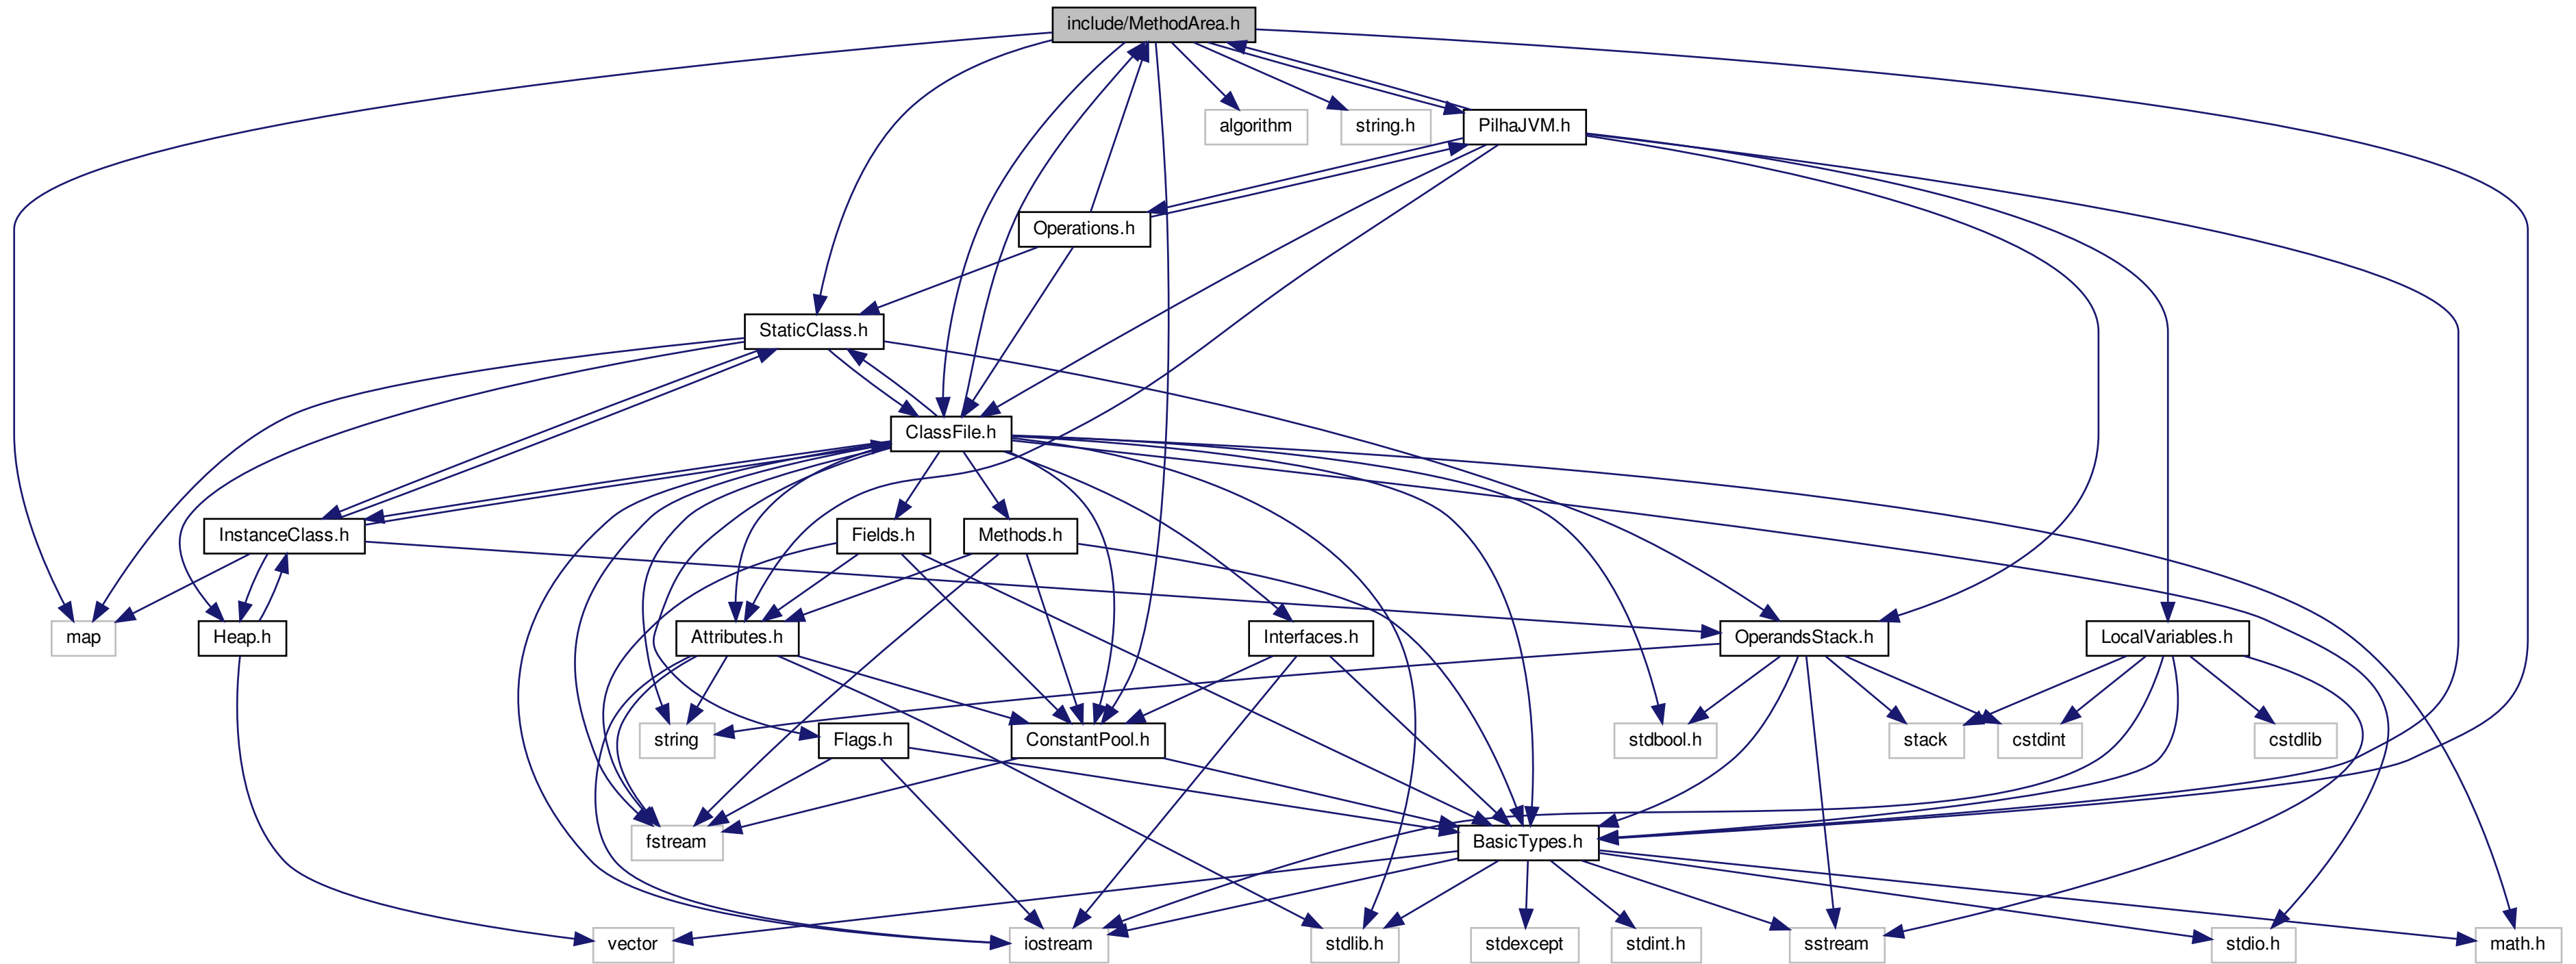 include/MethodArea.h
algorithm
string.h
PilhaJVM.h
Operations.h
StaticClass.h
ClassFile.h
InstanceClass.h
Fields.h
Methods.h
map
Heap.h
Attributes.h
Interfaces.h
OperandsStack.h
LocalVariables.h
string
Flags.h
ConstantPool.h
stdbool.h
stack
cstdint
cstdlib
fstream
BasicTypes.h
vector
iostream
stdlib.h
stdexcept
stdint.h
sstream
stdio.h
math.h